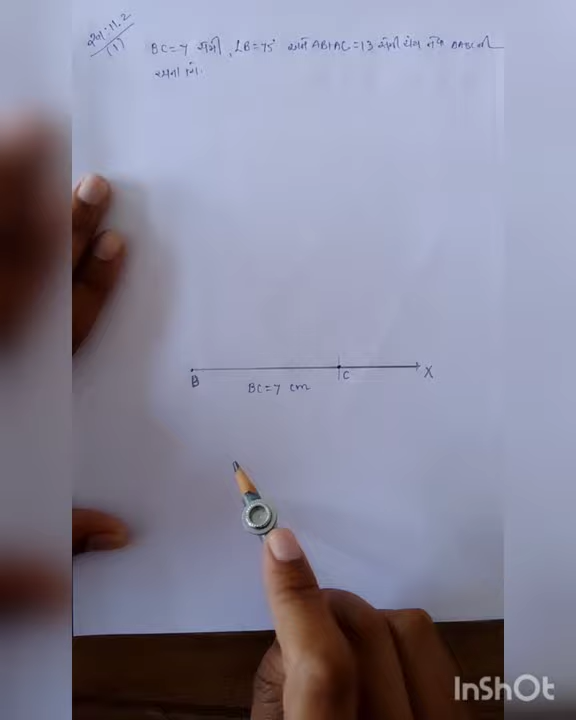 સ્વા: 11.2
(1)
BC = 7 સેમી, ∠B = 75° અને AB+AC = 13 સેમી હોય તેવા ΔABC ની
રચના કરો.
B
C
X
BC = 7 cm
InShOt